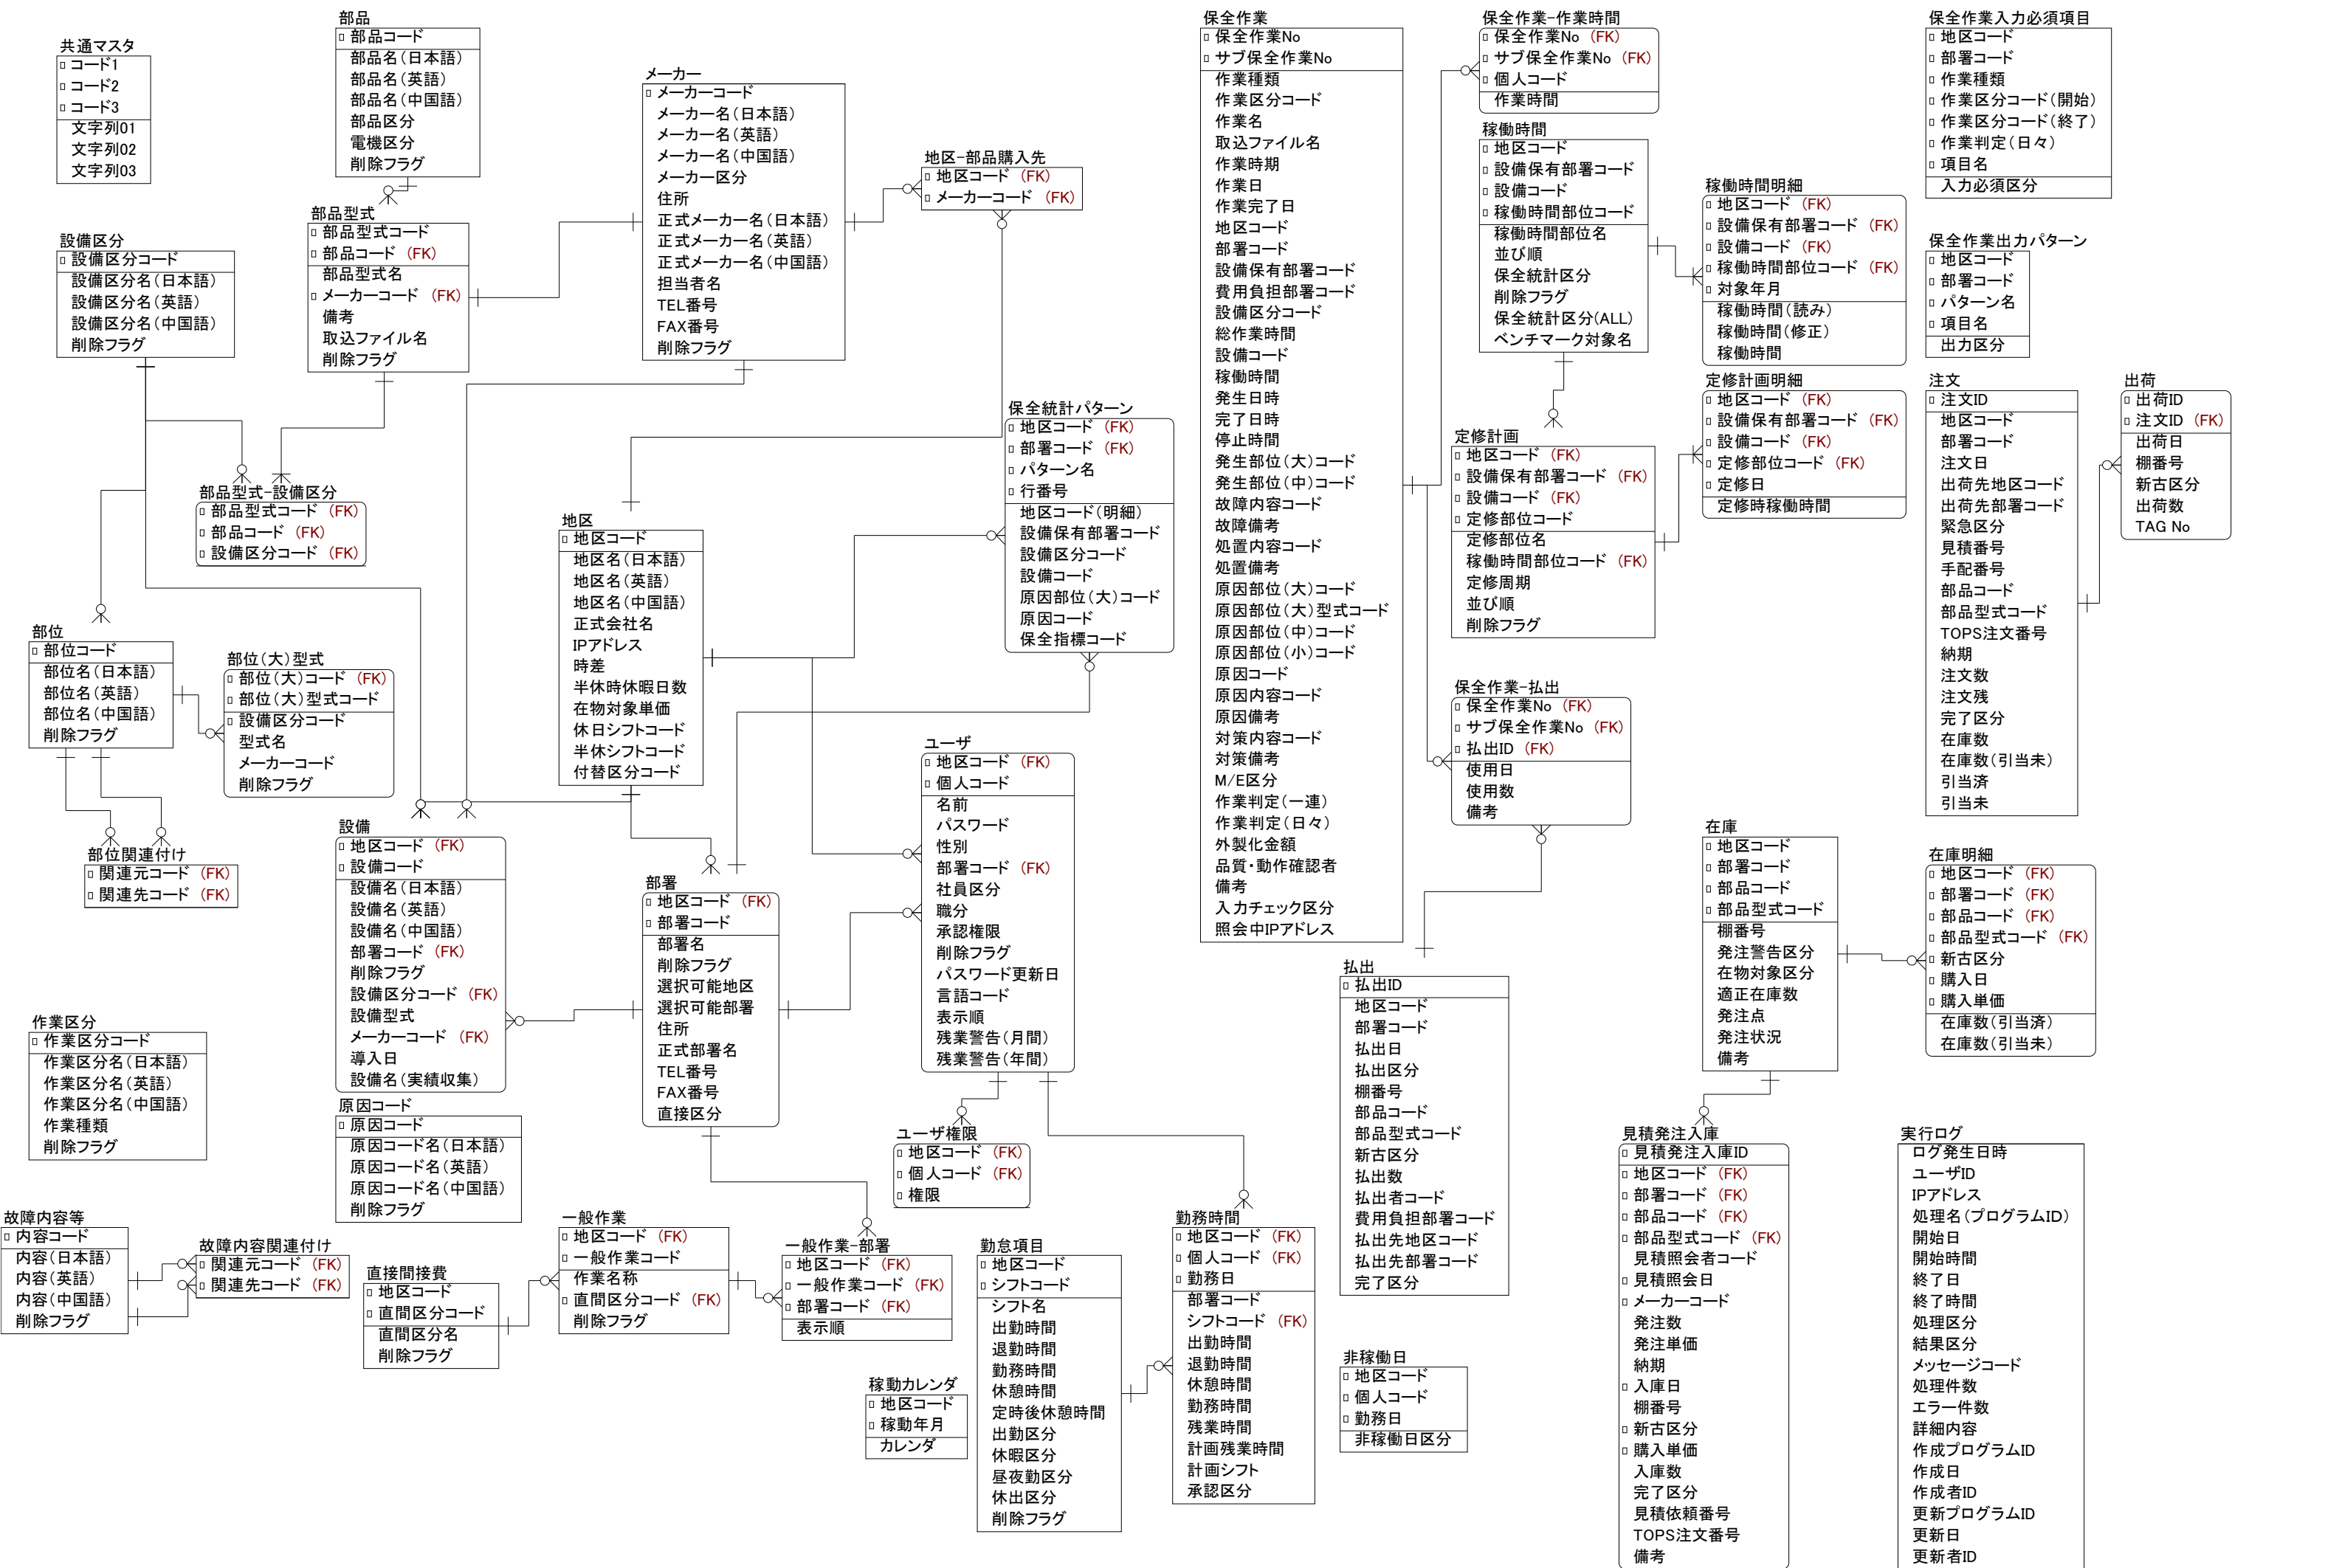 共通マスタ
コード1
コード2
コード3
文字列01
文字列02
文字列03
部品
部品コード
部品名(日本語)
部品名(英語)
部品名(中国語)
部品区分
電機区分
削除フラグ
設備区分
設備区分コード
設備区分名(日本語)
設備区分名(英語)
設備区分名(中国語)
削除フラグ
部品型式
部品型式コード
部品コード (FK)
部品型式名
メーカーコード (FK)
備考
取込ファイル名
削除フラグ
メーカー
メーカーコード
メーカー名(日本語)
メーカー名(英語)
メーカー名(中国語)
メーカー区分
住所
正式メーカー名(日本語)
正式メーカー名(英語)
正式メーカー名(中国語)
担当者名
TEL番号
FAX番号
削除フラグ
地区-部品購入先
地区コード (FK)
メーカーコード (FK)
部品型式-設備区分
部品型式コード (FK)
部品コード (FK)
設備区分コード (FK)
保全統計パターン
地区コード (FK)
部署コード (FK)
パターン名
行番号
地区コード(明細)
設備保有部署コード
設備区分コード
設備コード
原因部位(大)コード
原因コード
保全指標コード
地区
地区コード
地区名(日本語)
地区名(英語)
地区名(中国語)
正式会社名
IPアドレス
時差
半休時休暇日数
在物対象単価
休日シフトコード
半休シフトコード
付替区分コード
部位
部位コード
部位名(日本語)
部位名(英語)
部位名(中国語)
削除フラグ
部位(大)型式
部位(大)コード (FK)
部位(大)型式コード
設備区分コード
型式名
メーカーコード
削除フラグ
部位関連付け
関連元コード (FK)
関連先コード (FK)
設備
地区コード (FK)
設備コード
設備名(日本語)
設備名(英語)
設備名(中国語)
部署コード (FK)
削除フラグ
設備区分コード (FK)
設備型式
メーカーコード (FK)
導入日
設備名(実績収集)
部署
地区コード (FK)
部署コード
部署名
削除フラグ
選択可能地区
選択可能部署
住所
正式部署名
TEL番号
FAX番号
直接区分
ユーザ
地区コード (FK)
個人コード
名前
パスワード
性別
部署コード (FK)
社員区分
職分
承認権限
削除フラグ
パスワード更新日
言語コード
表示順
残業警告(月間)
残業警告(年間)
作業区分
作業区分コード
作業区分名(日本語)
作業区分名(英語)
作業区分名(中国語)
作業種類
削除フラグ
原因コード
原因コード
原因コード名(日本語)
原因コード名(英語)
原因コード名(中国語)
削除フラグ
ユーザ権限
地区コード (FK)
個人コード (FK)
権限
故障内容等
内容コード
内容(日本語)
内容(英語)
内容(中国語)
削除フラグ
故障内容関連付け
関連元コード (FK)
関連先コード (FK)
直接間接費
地区コード
直間区分コード
直間区分名
削除フラグ
一般作業
地区コード (FK)
一般作業コード
作業名称
直間区分コード (FK)
削除フラグ
一般作業-部署
地区コード (FK)
一般作業コード (FK)
部署コード (FK)
表示順
稼動カレンダ
地区コード
稼動年月
カレンダ
勤怠項目
地区コード
シフトコード
シフト名
出勤時間
退勤時間
勤務時間
休憩時間
定時後休憩時間
出勤区分
休暇区分
昼夜勤区分
休出区分
削除フラグ
勤務時間
地区コード (FK)
個人コード (FK)
勤務日
部署コード
シフトコード (FK)
出勤時間
退勤時間
休憩時間
勤務時間
残業時間
計画残業時間
計画シフト
承認区分
保全作業
保全作業No
サブ保全作業No
作業種類
作業区分コード
作業名
取込ファイル名
作業時期
作業日
作業完了日
地区コード
部署コード
設備保有部署コード
費用負担部署コード
設備区分コード
総作業時間
設備コード
稼働時間
発生日時
完了日時
停止時間
発生部位(大)コード
発生部位(中)コード
故障内容コード
故障備考
処置内容コード
処置備考
原因部位(大)コード
原因部位(大)型式コード
原因部位(中)コード
原因部位(小)コード
原因コード
原因内容コード
原因備考
対策内容コード
対策備考
M/E区分
作業判定(一連)
作業判定(日々)
外製化金額
品質・動作確認者
備考
入力チェック区分
照会中IPアドレス
保全作業-作業時間
保全作業No (FK)
サブ保全作業No (FK)
個人コード
作業時間
稼働時間
地区コード
設備保有部署コード
設備コード
稼働時間部位コード
稼働時間部位名
並び順
保全統計区分
削除フラグ
保全統計区分(ALL)
ベンチマーク対象名
稼働時間明細
地区コード (FK)
設備保有部署コード (FK)
設備コード (FK)
稼働時間部位コード (FK)
対象年月
稼働時間(読み)
稼働時間(修正)
稼働時間
定修計画
地区コード (FK)
設備保有部署コード (FK)
設備コード (FK)
定修部位コード
定修部位名
稼働時間部位コード (FK)
定修周期
並び順
削除フラグ
定修計画明細
地区コード (FK)
設備保有部署コード (FK)
設備コード (FK)
定修部位コード (FK)
定修日
定修時稼働時間
保全作業-払出
保全作業No (FK)
サブ保全作業No (FK)
払出ID (FK)
使用日
使用数
備考
払出
払出ID
地区コード
部署コード
払出日
払出区分
棚番号
部品コード
部品型式コード
新古区分
払出数
払出者コード
費用負担部署コード
払出先地区コード
払出先部署コード
完了区分
非稼働日
地区コード
個人コード
勤務日
非稼働日区分
保全作業入力必須項目
地区コード
部署コード
作業種類
作業区分コード(開始)
作業区分コード(終了)
作業判定(日々)
項目名
入力必須区分
保全作業出力パターン
地区コード
部署コード
パターン名
項目名
出力区分
注文
注文ID
地区コード
部署コード
注文日
出荷先地区コード
出荷先部署コード
緊急区分
見積番号
手配番号
部品コード
部品型式コード
TOPS注文番号
納期
注文数
注文残
完了区分
在庫数
在庫数(引当未)
引当済
引当未
出荷
出荷ID
注文ID (FK)
出荷日
棚番号
新古区分
出荷数
TAG No
在庫
地区コード
部署コード
部品コード
部品型式コード
棚番号
発注警告区分
在物対象区分
適正在庫数
発注点
発注状況
備考
在庫明細
地区コード (FK)
部署コード (FK)
部品コード (FK)
部品型式コード (FK)
新古区分
購入日
購入単価
在庫数(引当済)
在庫数(引当未)
見積発注入庫
見積発注入庫ID
地区コード (FK)
部署コード (FK)
部品コード (FK)
部品型式コード (FK)
見積照会者コード
見積照会日
メーカーコード
発注数
発注単価
納期
入庫日
棚番号
新古区分
購入単価
入庫数
完了区分
見積依頼番号
TOPS注文番号
備考
実行ログ
ログ発生日時
ユーザID
IPアドレス
処理名(プログラムID)
開始日
開始時間
終了日
終了時間
処理区分
結果区分
メッセージコード
処理件数
エラー件数
詳細内容
作成プログラムID
作成日
作成者ID
更新プログラムID
更新日
更新者ID